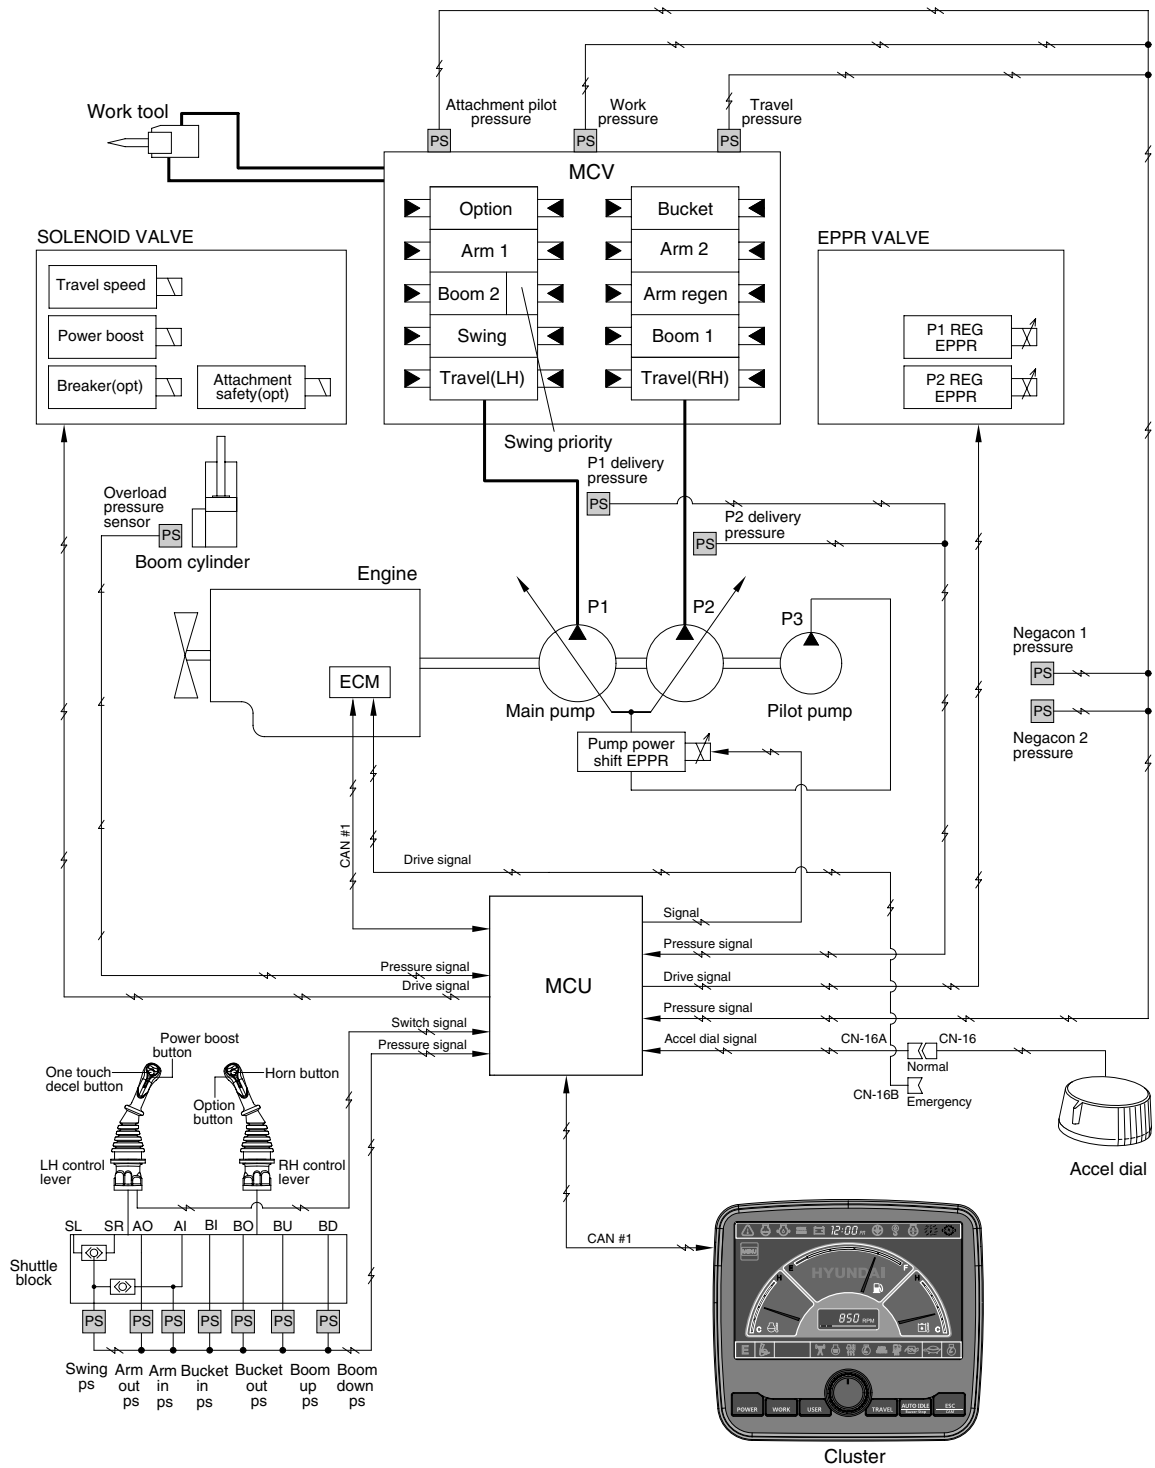 Attachment pilot
pressure
Work
pressure
Travel
pressure
PS
PS
PS
Work tool
MCV
Option
Arm 1
Boom 2
Swing
Travel(LH)
Bucket
Arm 2
Arm regen
Boom 1
Travel(RH)
Swing priority
SOLENOID VALVE
Travel speed
Power boost
Breaker(opt)
Attachment
safety(opt)
EPPR VALVE
P1 REG
EPPR
P2 REG
EPPR
P1 delivery
pressure
PS
P2 delivery
pressure
PS
Overload
pressure
sensor
PS
Boom cylinder
Engine
ECM
P1
P2
P3
Main pump
Pilot pump
Pump power
shift EPPR
Negacon 1
pressure
PS
PS
Negacon 2
pressure
CAN #1
Drive signal
MCU
Signal
Pressure signal
Drive signal
Pressure signal
Accel dial signal
Pressure signal
Drive signal
Switch signal
Pressure signal
CN-16A
CN-16
Normal
CN-16B
Emergency
Accel dial
Power boost
button
One touch
decel button
Horn button
Option
button
LH control
lever
RH control
lever
SL
SR
AO
AI
BI
BO
BU
BD
Shuttle
block
PS
PS
PS
PS
PS
PS
PS
Swing
ps
Arm
out
ps
Arm
in
ps
Bucket
in
ps
Bucket
out
ps
Boom
up
ps
Boom
down
ps
CAN #1
12:00
MENU
HYUNDAI
E
F
H
C
H
C
850 RPM
E
POWER
WORK
USER
TRAVEL
AUTO IDLE
ESC
Cluster